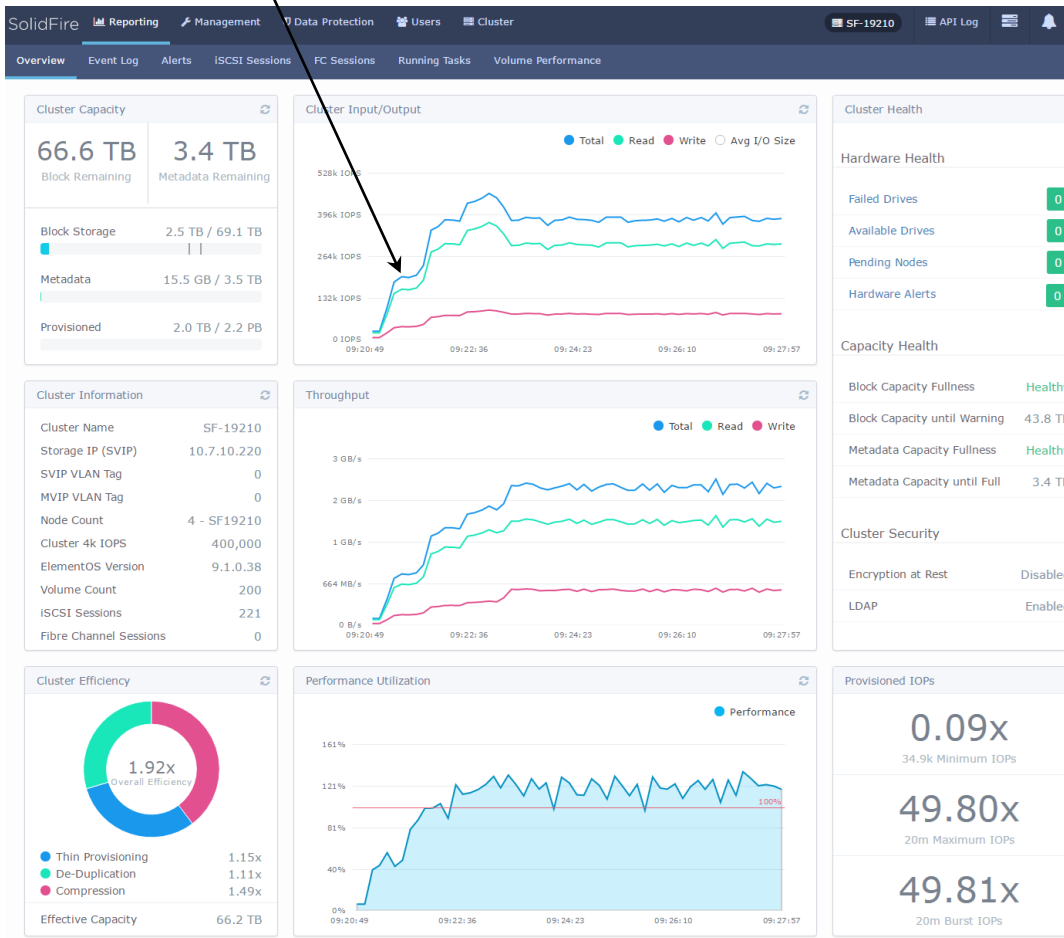 SolidFire Reporting Management Data Protection Users Cluster SF-19210 API Log
Overview Event Log Alerts iSCSI Sessions FC Sessions Running Tasks Volume Performance
Cluster Capacity
66.6 TB 3.4 TB
Block Remaining Metadata Remaining
Block Storage 2.5 TB / 69.1 TB
Metadata 15.5 GB / 3.5 TB
Provisioned 2.0 TB / 2.2 PB
Cluster Input/Output
Total Read Write Avg I/O Size
528k IOPS
396k IOPS
264k IOPS
132k IOPS
0 IOPS
09:20:49 09:22:36 09:24:23 09:26:10 09:27:57
Cluster Health
Hardware Health
Failed Drives 0
Available Drives 0
Pending Nodes 0
Hardware Alerts 0
Capacity Health
Block Capacity Fullness Health
Block Capacity until Warning 43.8 T
Metadata Capacity Fullness Health
Metadata Capacity until Full 3.4 T
Cluster Security
Encryption at Rest Disable
LDAP Enable
Cluster Information
Cluster Name SF-19210
Storage IP (SVIP) 10.7.10.220
SVIP VLAN Tag 0
MVIP VLAN Tag 0
Node Count 4 - SF19210
Cluster 4k IOPS 400,000
ElementOS Version 9.1.0.38
Volume Count 200
iSCSI Sessions 221
Fibre Channel Sessions 0
Throughput
Total Read Write
3 GB/s
2 GB/s
1 GB/s
664 MB/s
0 B/s
09:20:49 09:22:36 09:24:23 09:26:10 09:27:57
Cluster Efficiency
1.92x
Overall Efficiency
Thin Provisioning 1.15x
De-Duplication 1.11x
Compression 1.49x
Effective Capacity 66.2 TB
Performance Utilization
Performance
161%
121%
100%
81%
40%
0%
09:20:49 09:22:36 09:24:23 09:26:10 09:27:57
Provisioned IOPs
0.09x
34.9k Minimum IOPs
49.80x
20m Maximum IOPs
49.81x
20m Burst IOPs